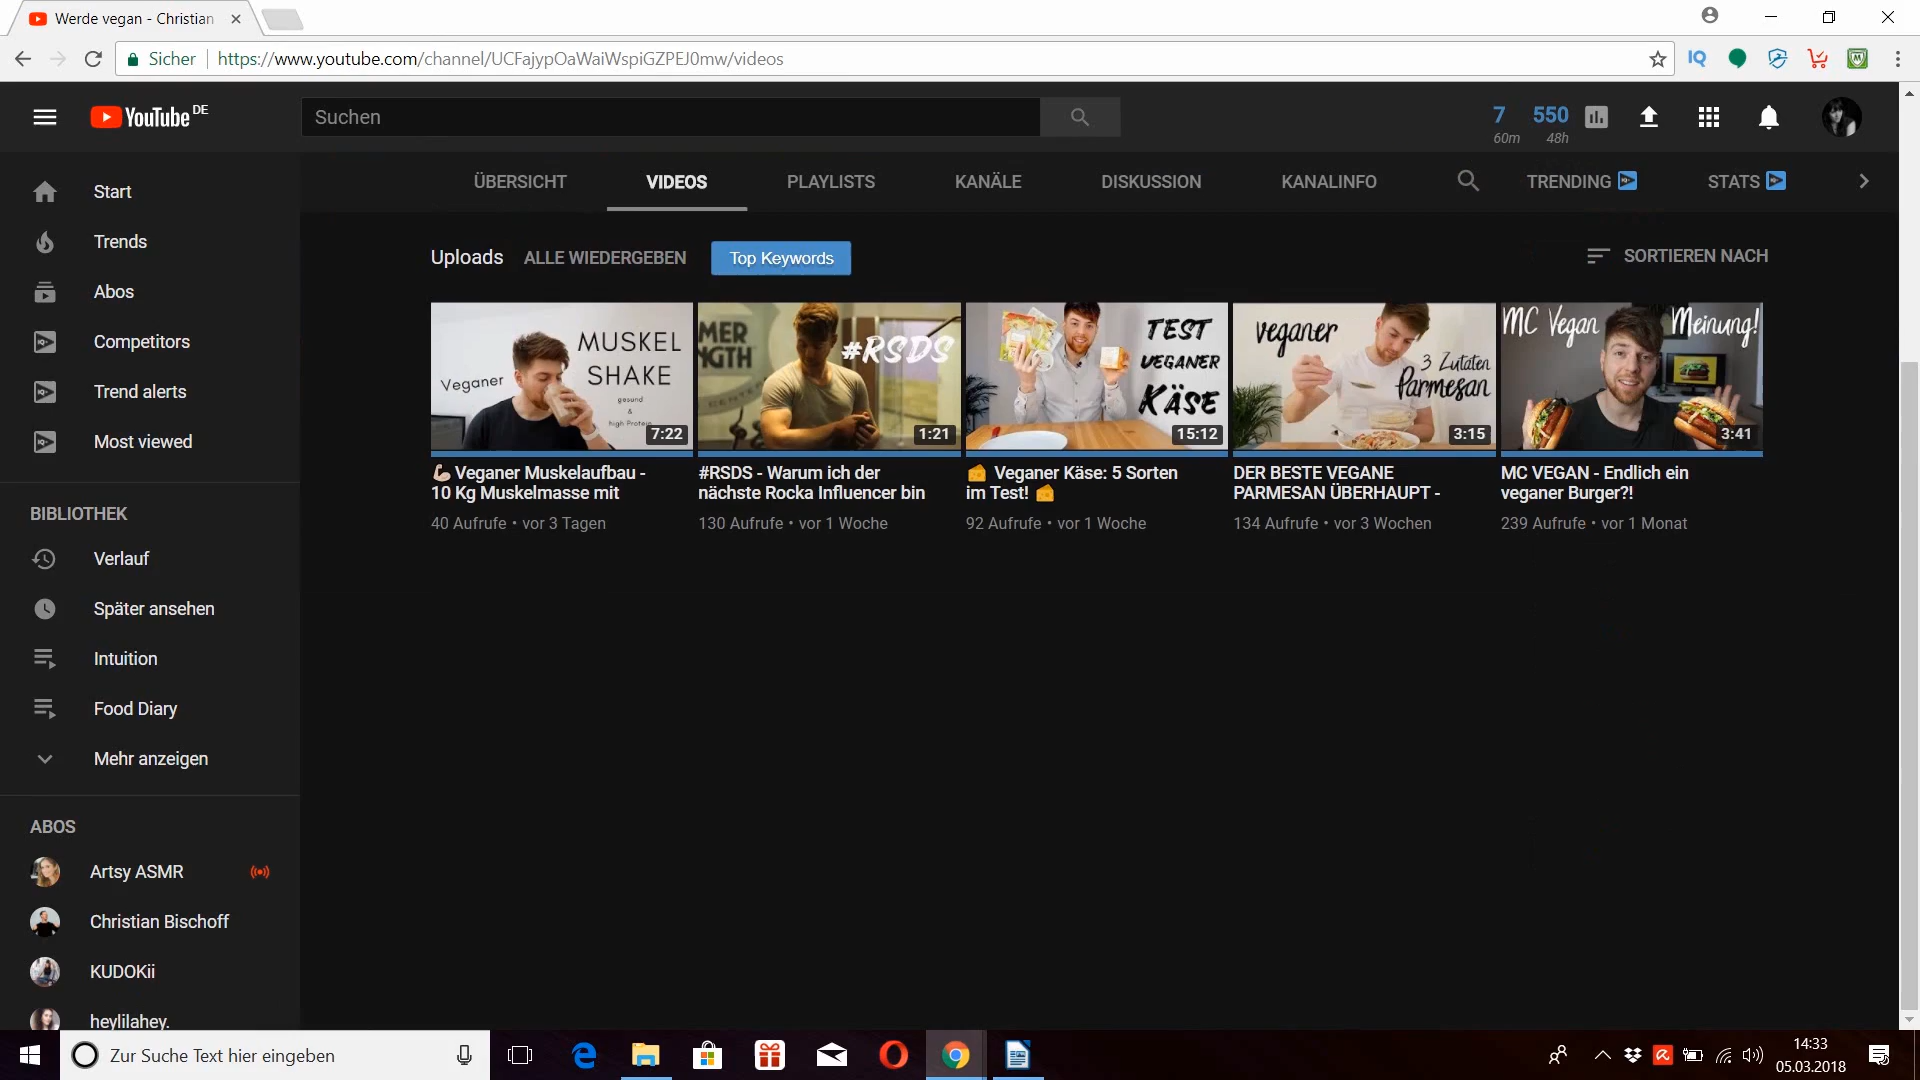 Werde vegan - Christian
Sicher
https://www.youtube.com/channel/UCFajypOaWaiWspiGZPEJ0mw/videos
IQ
YouTube DE
Suchen
7
60m
550
48h
ÜBERSICHT
VIDEOS
PLAYLISTS
KANÄLE
DISKUSSION
KANALINFO
TRENDING
STATS
Start
Trends
Abos
Competitors
Trend alerts
Most viewed
BIBLIOTHEK
Verlauf
Später ansehen
Intuition
Food Diary
Mehr anzeigen
ABOS
Artsy ASMR
Christian Bischoff
KUDOKii
heylilahey.
Uploads
ALLE WIEDERGEBEN
Top Keywords
SORTIEREN NACH
Veganer
MUSKEL
SHAKE
gesund
&
high Protein
7:22
💪🏼 Veganer Muskelaufbau -
10 Kg Muskelmasse mit
40 Aufrufe • vor 3 Tagen
MER
NGTH
#RSDS
1:21
#RSDS - Warum ich der
nächste Rocka Influencer bin
130 Aufrufe • vor 1 Woche
TEST
VEGANER
KÄSE
15:12
🧀 Veganer Käse: 5 Sorten
im Test! 🧀
92 Aufrufe • vor 1 Woche
veganer
3 Zutaten
Parmesan
3:15
DER BESTE VEGANE
PARMESAN ÜBERHAUPT -
134 Aufrufe • vor 3 Wochen
MC Vegan
Meinung!
3:41
MC VEGAN - Endlich ein
veganer Burger?!
239 Aufrufe • vor 1 Monat
Zur Suche Text hier eingeben
14:33
05.03.2018